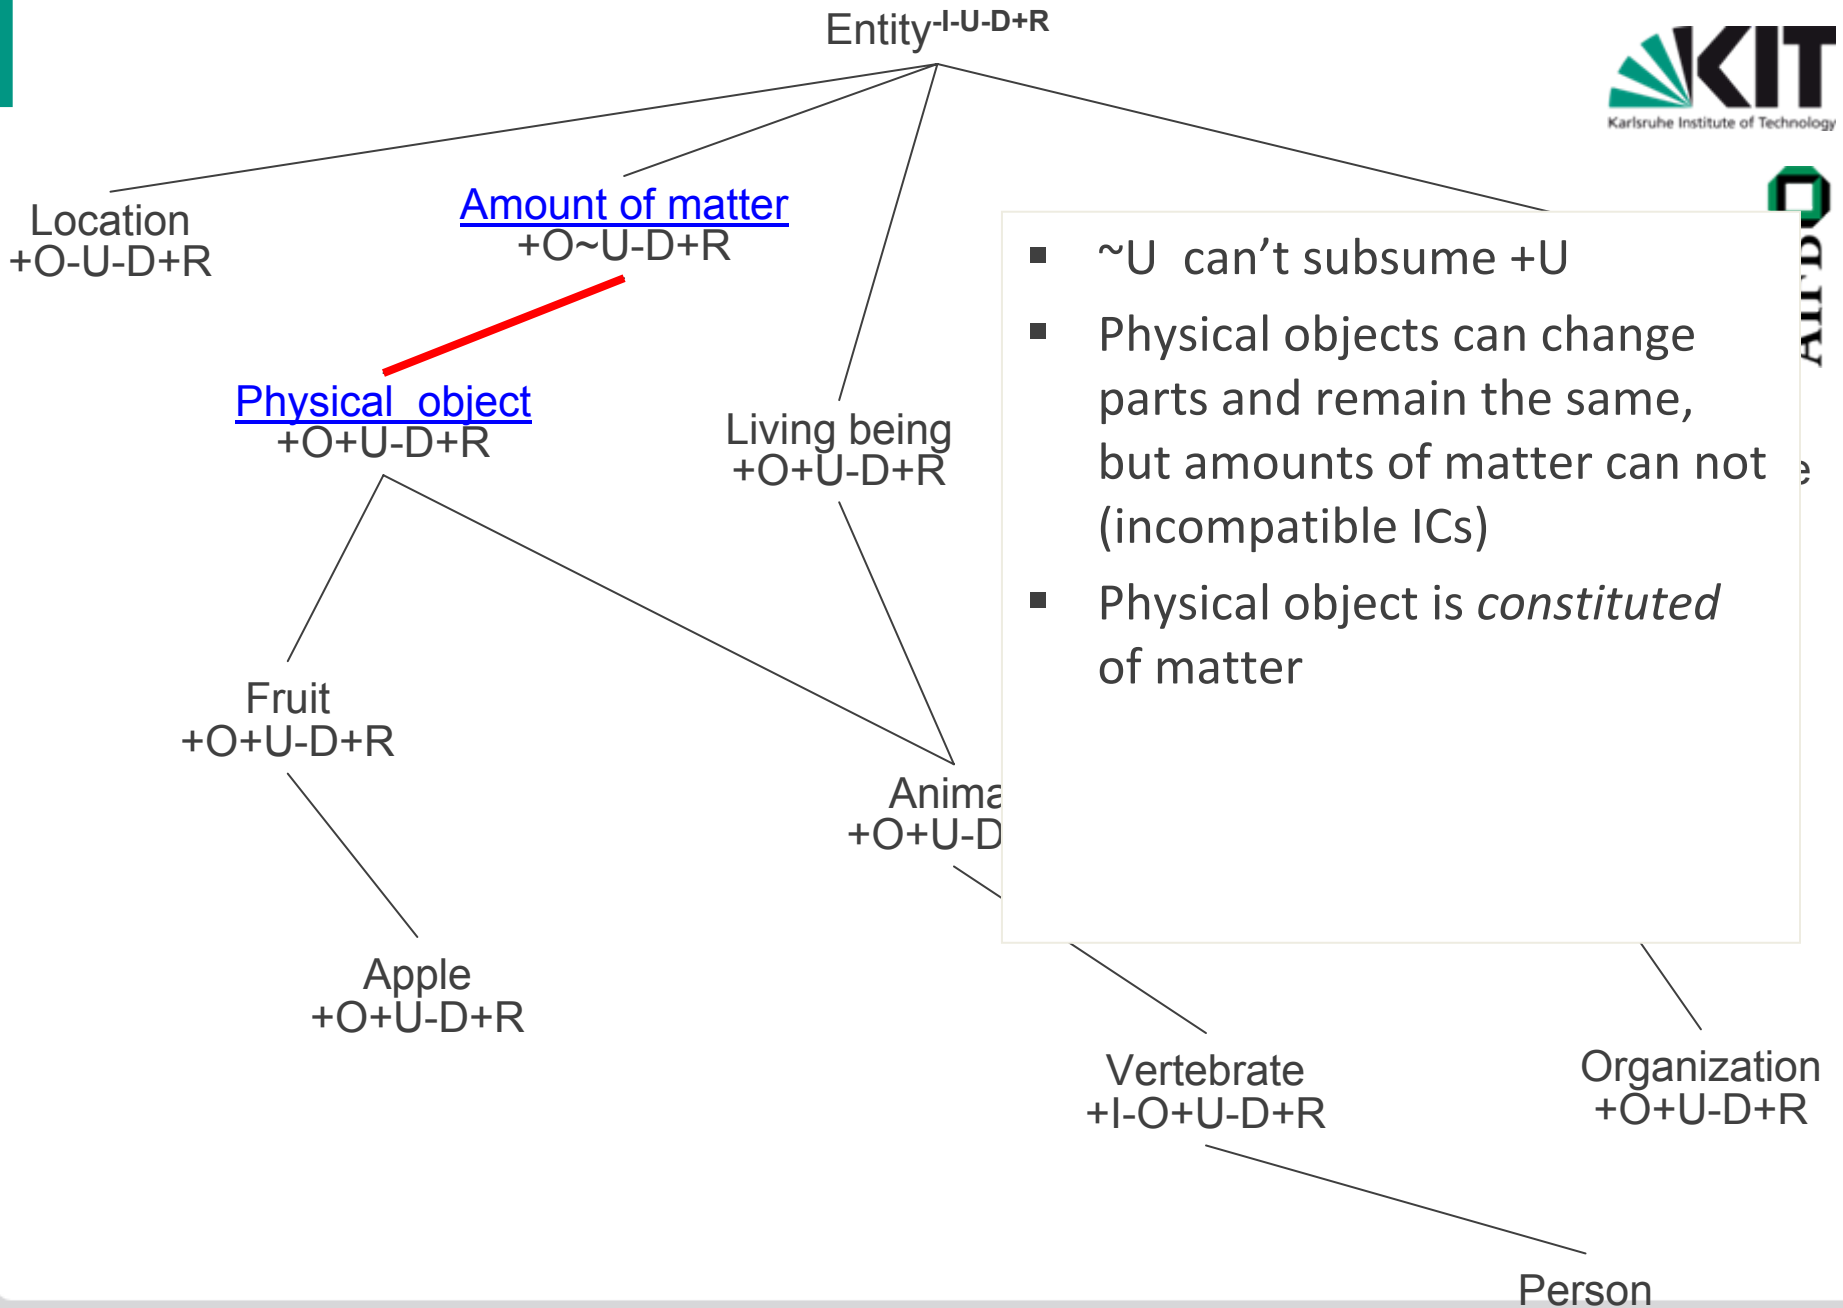 Entity-I-U-D+R
KIT
Karlsruhe Institute of Technology
AIFB
Location
+O-U-D+R
Amount of matter
+O~U-D+R
Physical object
+O+U-D+R
Living being
+O+U-D+R
▪ ~U can’t subsume +U
▪ Physical objects can change
parts and remain the same,
but amounts of matter can not
(incompatible ICs)
▪ Physical object is constituted
of matter
e
Fruit
+O+U-D+R
Anima
+O+U-D
Apple
+O+U-D+R
Vertebrate
+I-O+U-D+R
Organization
+O+U-D+R
Person